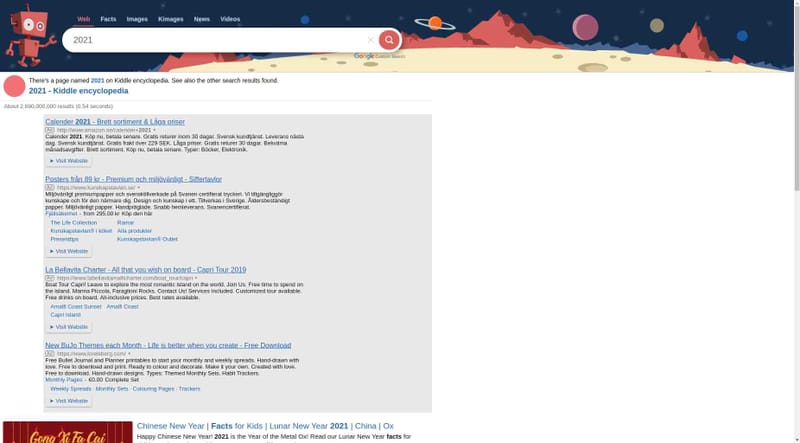 Web Facts Images Kimages News Videos
2021
Google Custom Search
There's a page named 2021 on Kiddle encyclopedia. See also the other search results found.
2021 - Kiddle encyclopedia
About 2,690,000,000 results (0.54 seconds)
Calender 2021 - Brett sortiment & Låga priser
Ad http://www.amazon.se/calender+2021
Calender 2021. Köp nu, betala senare. Gratis returer inom 30 dagar. Svensk kundtjänst. Leverans nästa
dag. Svensk kundtjänst. Gratis frakt över 229 SEK. Låga priser. Gratis returer 30 dagar. Bekväma
månadsavgifter. Brett sortiment. Köp nu, betala senare. Typer: Böcker, Elektronik.
➤ Visit Website
Posters från 89 kr - Premium och miljövänligt - Siffertavlor
Ad https://www.kunskapstavlan.se/
Miljövänligt premiumpapper och svensktillverkade på Svanen certifierat tryckeri. Vi tillgängliggör
kunskape och för den närmare dig. Design och kunskap i ett. Tillverkas i Sverige. Åldersbeständigt
papper. Miljövänligt papper. Handpräglade. Snabb hemleverans. Svanencertifierat.
Fjällsäkerhet - from 295,00 kr Köp den här
The Life Collection Ramar
Kunskapstavlan® i köket Alla produkter
Presenttips Kunskapstavlan® Outlet
➤ Visit Website
La Bellavita Charter - All that you wish on board - Capri Tour 2019
Ad https://www.labellavitaamalficharter.com/boat_tour/capri
Boat Tour Capri! Leave to explore the most romantic island on the world. Join Us. Free time to spend on
the island. Marina Piccola, Faraglioni Rocks. Contact Us! Services Included. Customized tour available.
Free drinks on board. All-inclusive prices. Best rates available.
Amalfi Coast Sunset Amalfi Coast
Capri Island
➤ Visit Website
New BuJo Themes each Month - Life is better when you create - Free Download
Ad https://www.lovelsberg.com/
Free Bullet Journal and Planner printables to start your monthly and weekly spreads. Hand-drawn with
love. Free to download and print. Ready to colour and decorate. Make it your own. Created with love.
Free to download. Hand-drawn designs. Types: Themed Monthly Sets, Habit Trackers.
Monthly Pages - €0.00 Complete Set
Weekly Spreads · Monthly Sets · Colouring Pages · Trackers
➤ Visit Website
Gong Xi Fa Cai
Chinese New Year | Facts for Kids | Lunar New Year 2021 | China | Ox
Happy Chinese New Year! 2021 is the Year of the Metal Ox! Read our Lunar New Year facts for